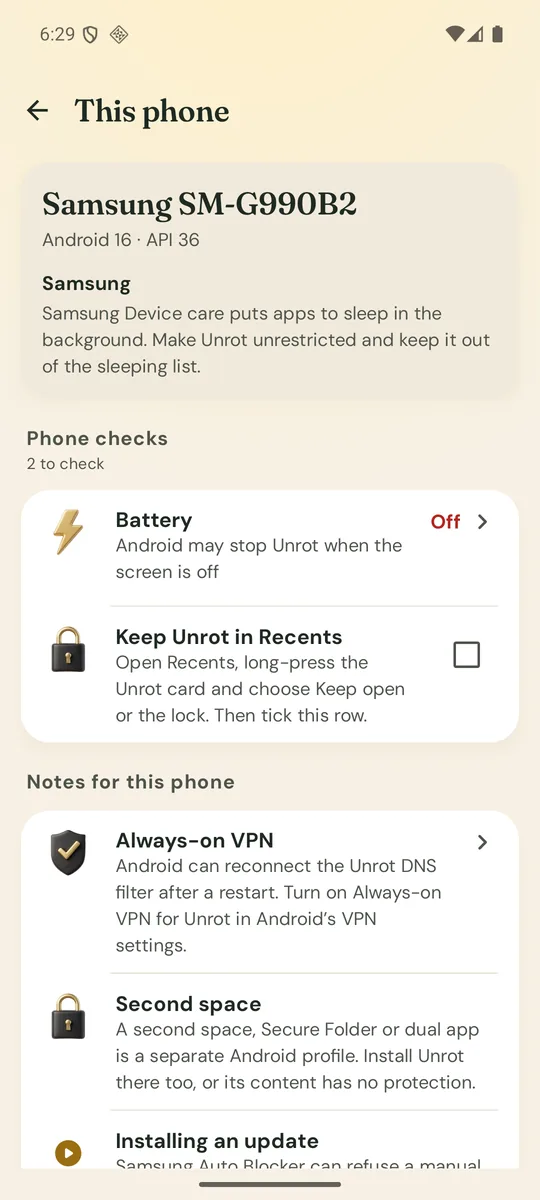 6:29
This phone
Samsung SM-G990B2
Android 16 · API 36
Samsung
Samsung Device care puts apps to sleep in the
background. Make Unrot unrestricted and keep it out
of the sleeping list.
Phone checks
2 to check
Battery
Off
Android may stop Unrot when the
screen is off
Keep Unrot in Recents
Open Recents, long-press the
Unrot card and choose Keep open
or the lock. Then tick this row.
Notes for this phone
Always-on VPN
Android can reconnect the Unrot DNS
filter after a restart. Turn on Always-on
VPN for Unrot in Android’s VPN
settings.
Second space
A second space, Secure Folder or dual app
is a separate Android profile. Install Unrot
there too, or its content has no protection.
Installing an update
Samsung Auto Blocker can refuse a manual